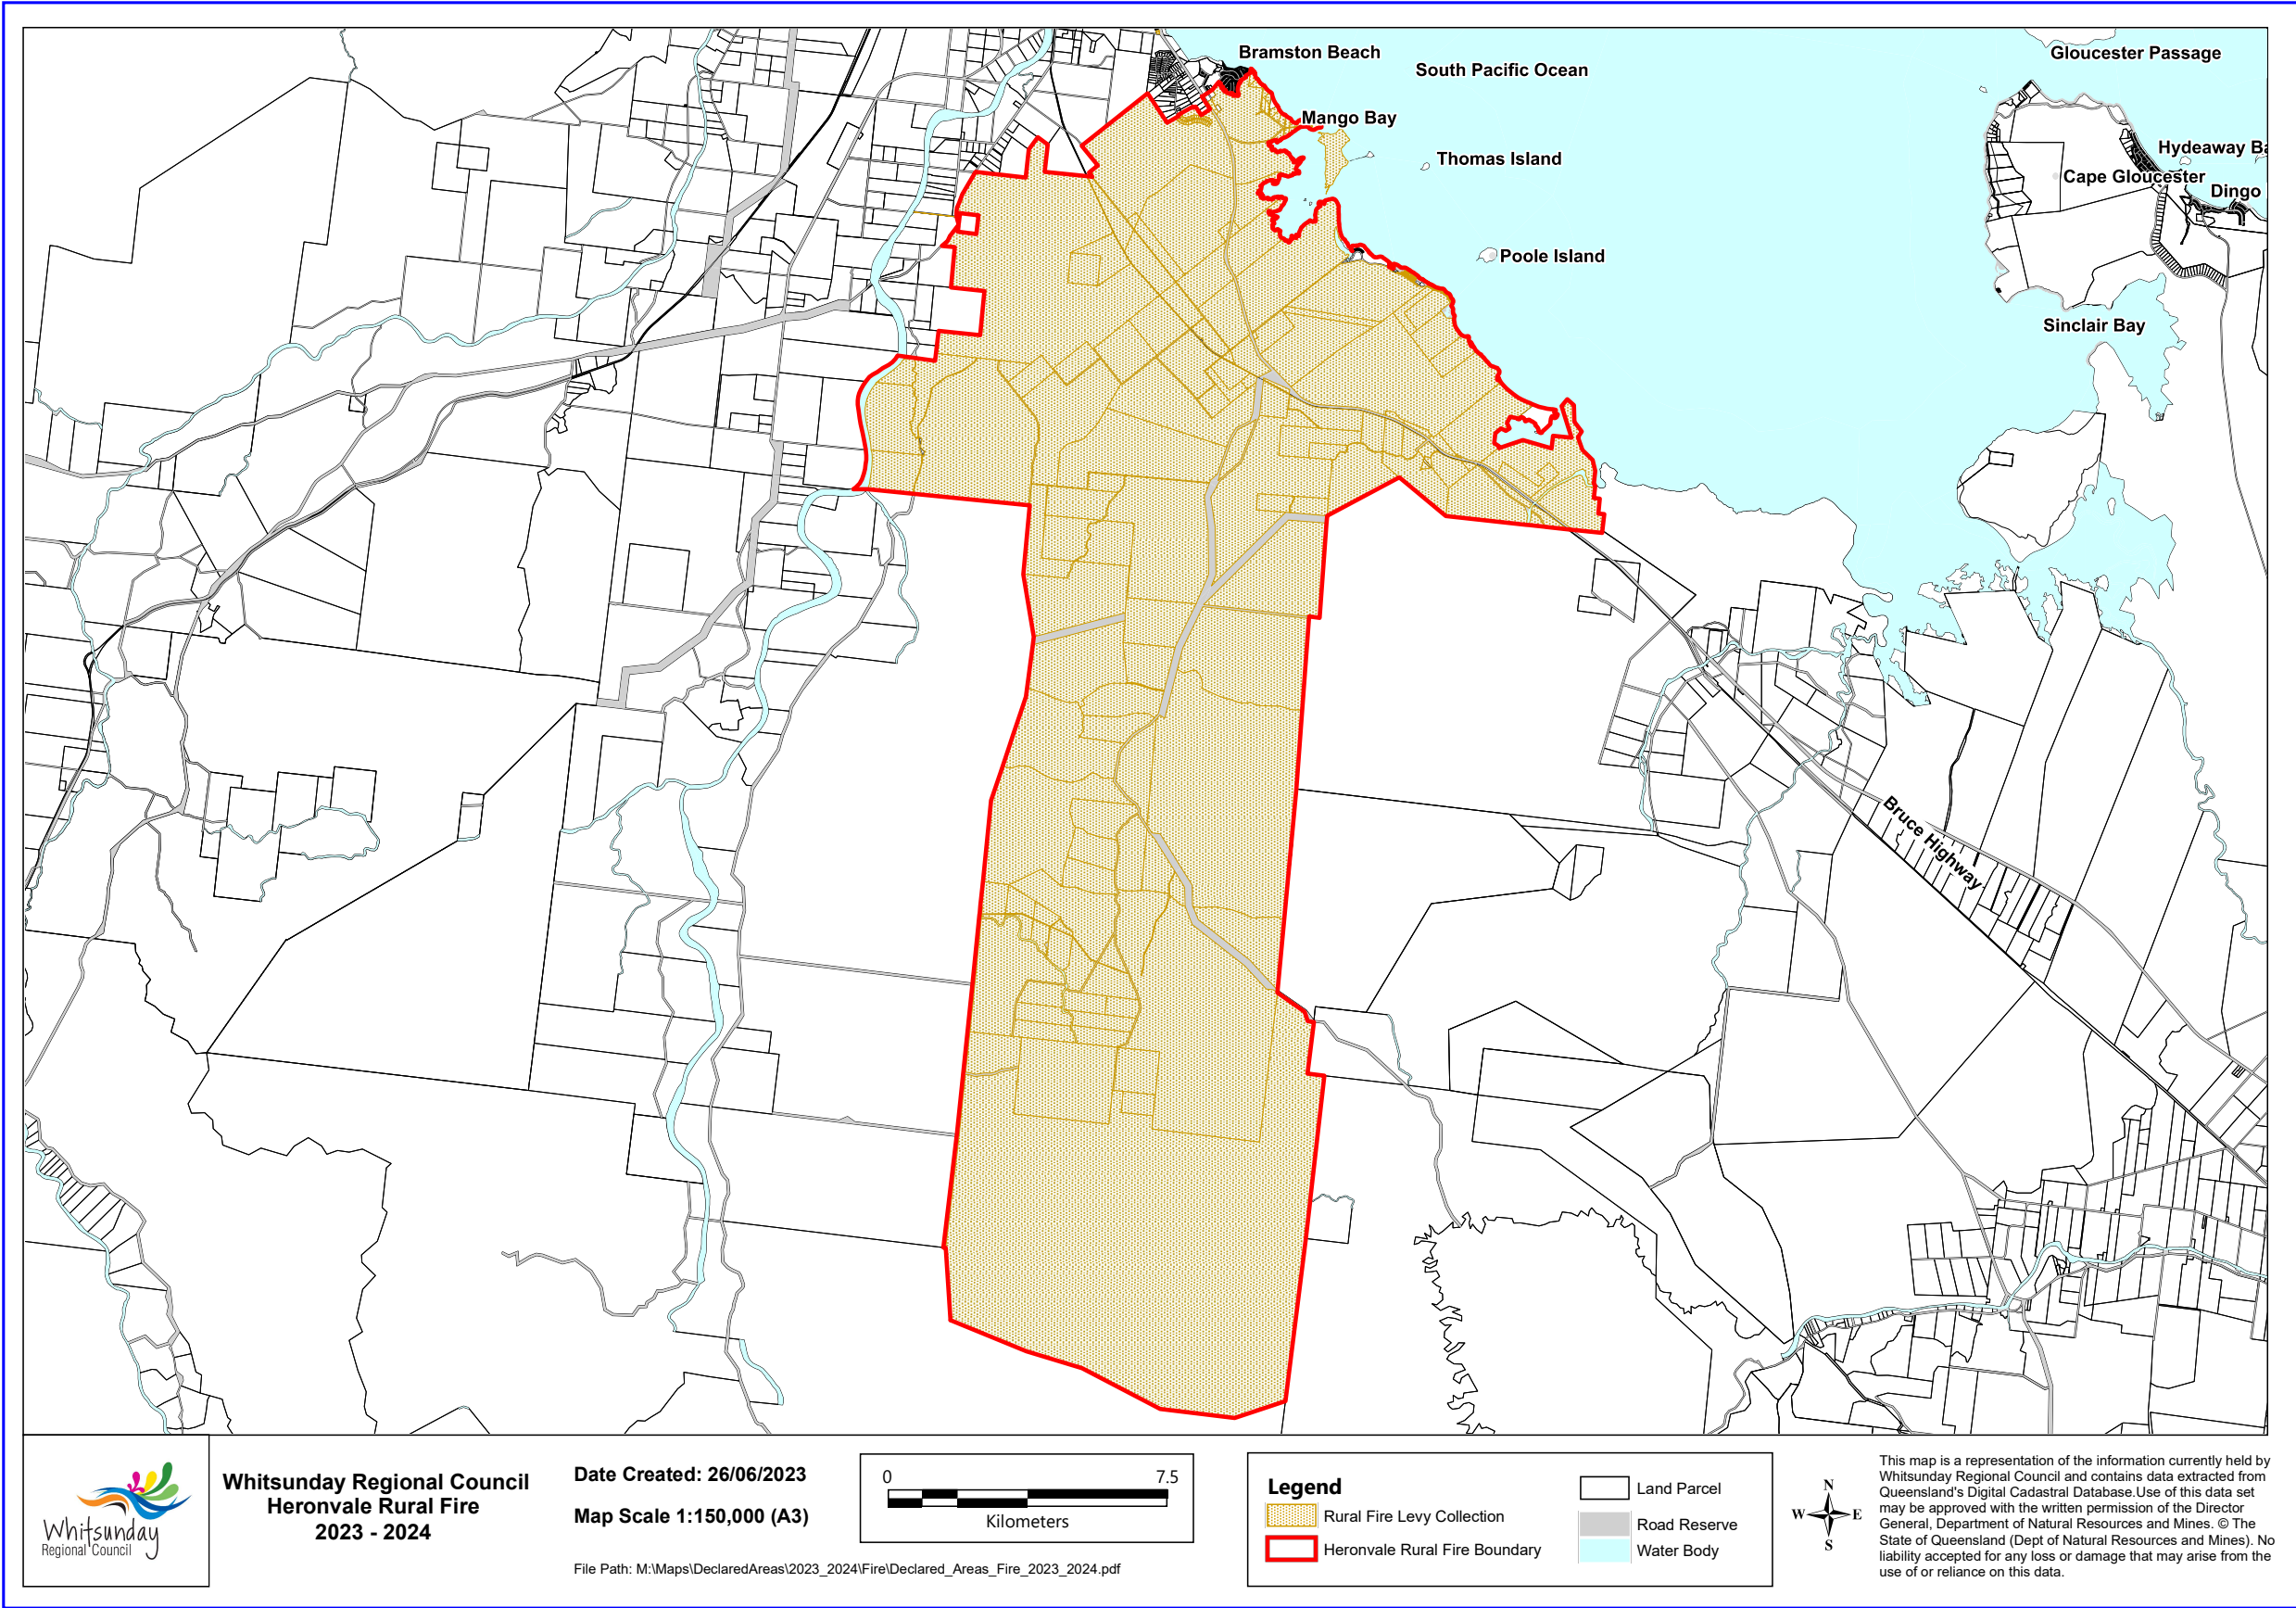 Bramston Beach
South Pacific Ocean
Gloucester Passage
Mango Bay
Thomas Island
Hydeaway Ba
Cape Gloucester
Dingo
Poole Island
Sinclair Bay
Bruce Highway
Whitsunday
Regional Council
Whitsunday Regional Council
Heronvale Rural Fire
2023 - 2024
Date Created: 26/06/2023
Map Scale 1:150,000 (A3)
File Path: M:\Maps\DeclaredAreas\2023_2024\Fire\Declared_Areas_Fire_2023_2024.pdf
0 7.5
Kilometers
Legend
Rural Fire Levy Collection
Heronvale Rural Fire Boundary
Land Parcel
Road Reserve
Water Body
N
W E
S
This map is a representation of the information currently held by
Whitsunday Regional Council and contains data extracted from
Queensland's Digital Cadastral Database.Use of this data set
may be approved with the written permission of the Director
General, Department of Natural Resources and Mines. © The
State of Queensland (Dept of Natural Resources and Mines). No
liability accepted for any loss or damage that may arise from the
use of or reliance on this data.